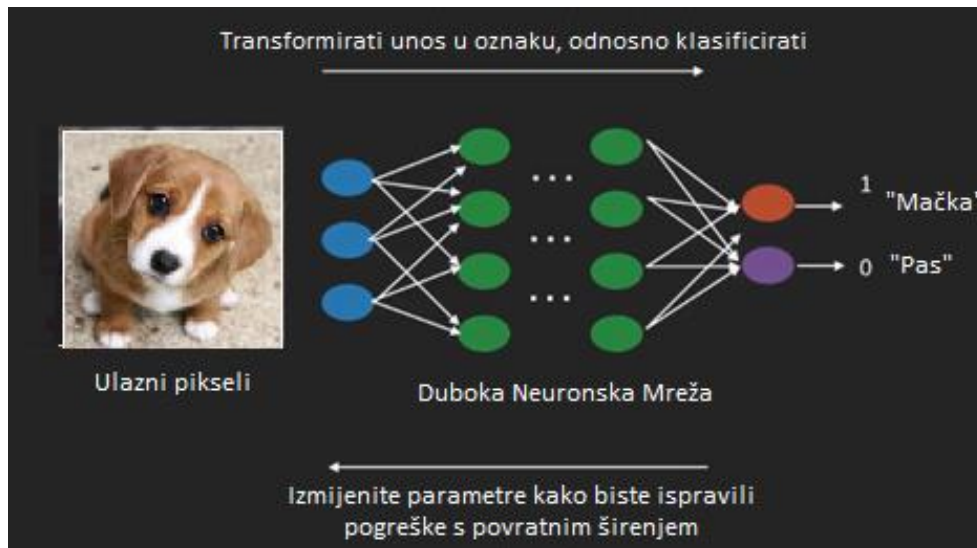 Transformirati unos u oznaku, odnosno klasificirati
1 "Mačka"
0 "Pas"
Ulazni pikseli
Duboka Neuronska Mreža
Izmijenite parametre kako biste ispravili
pogreške s povratnim širenjem